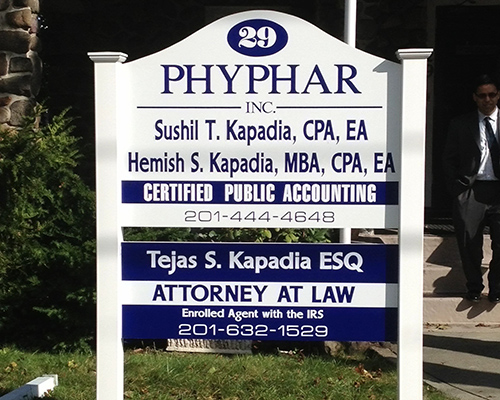 29
PHYPHAR
INC.
Sushil T. Kapadia, CPA, EA
Hemish S. Kapadia, MBA, CPA, EA
CERTIFIED PUBLIC ACCOUNTING
201-444-4648
Tejas S. Kapadia ESQ
ATTORNEY AT LAW
Enrolled Agent with the IRS
201-632-1529